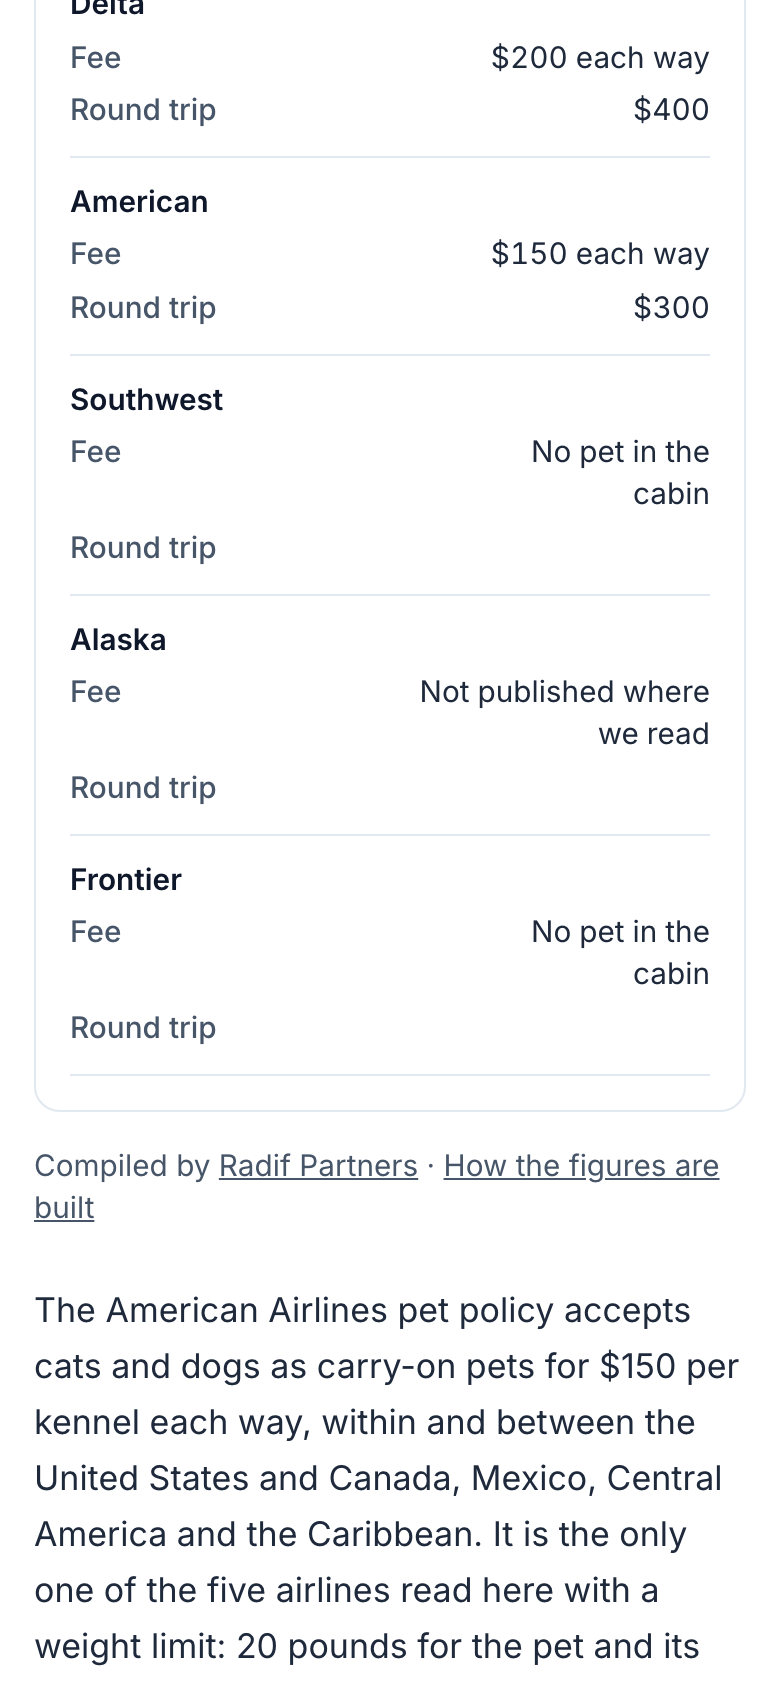 Delta
Fee $200 each way
Round trip $400
American
Fee $150 each way
Round trip $300
Southwest
Fee No pet in the
cabin
Round trip
Alaska
Fee Not published where
we read
Round trip
Frontier
Fee No pet in the
cabin
Round trip
Compiled by Radif Partners · How the figures are
built
The American Airlines pet policy accepts
cats and dogs as carry-on pets for $150 per
kennel each way, within and between the
United States and Canada, Mexico, Central
America and the Caribbean. It is the only
one of the five airlines read here with a
weight limit: 20 pounds for the pet and its